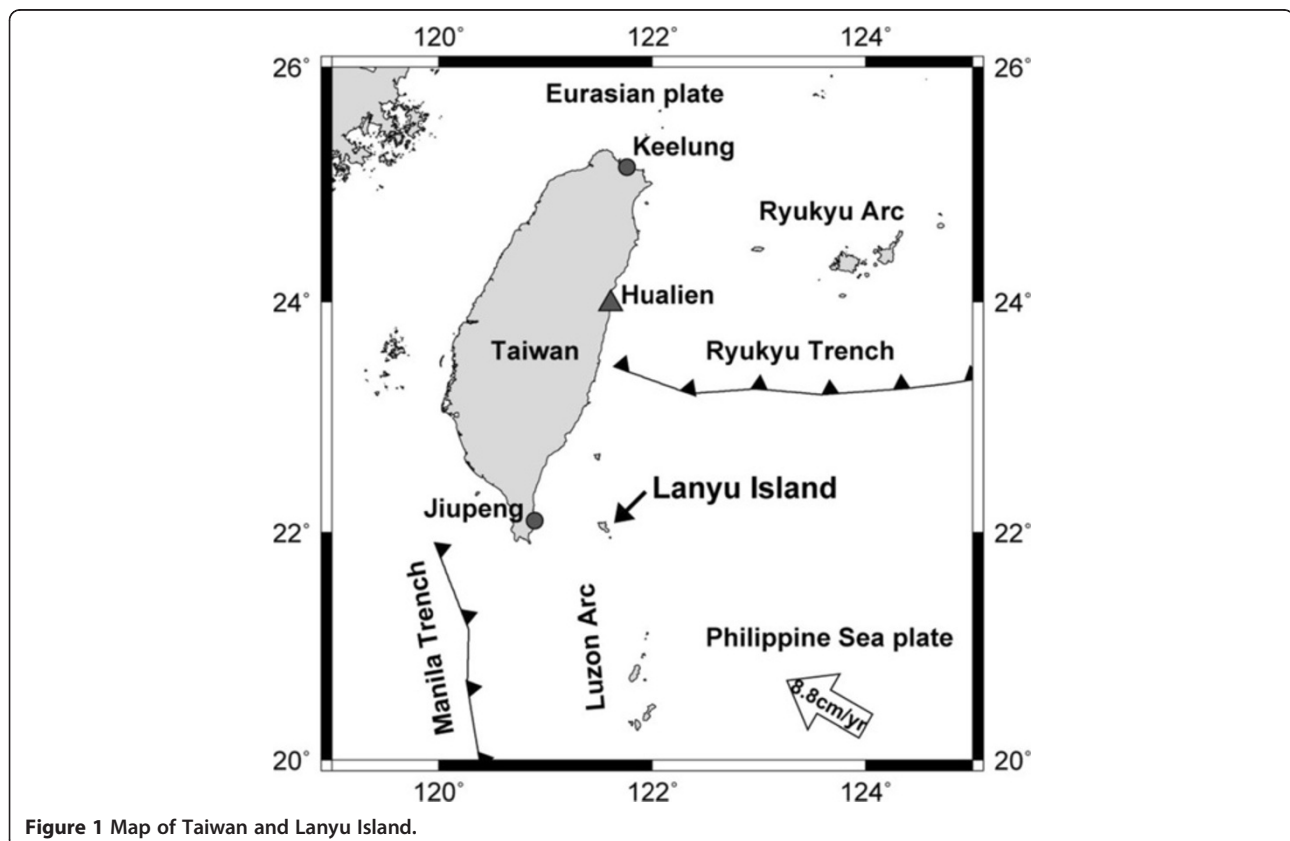 120° 122° 124°
26° 26°
Eurasian plate
Keelung
Ryukyu Arc
24° Hualien 24°
Taiwan Ryukyu Trench
Lanyu Island
Jiupeng
22° 22°
Manila Trench
Luzon Arc
Philippine Sea plate
8.8cm/yr
20° 20°
120° 122° 124°
Figure 1 Map of Taiwan and Lanyu Island.